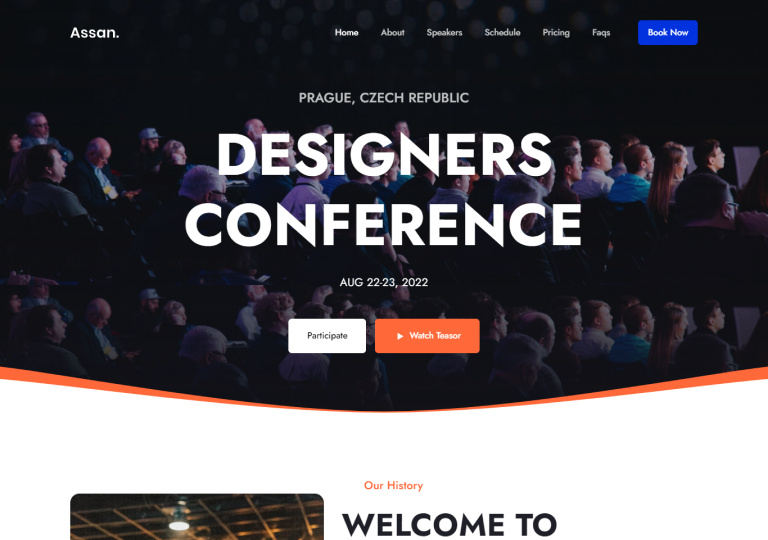 Assan.
Home About Speakers Schedule Pricing Faqs Book Now
PRAGUE, CZECH REPUBLIC
DESIGNERS
CONFERENCE
AUG 22-23, 2022
Participate Watch Teasor
Our History
WELCOME TO